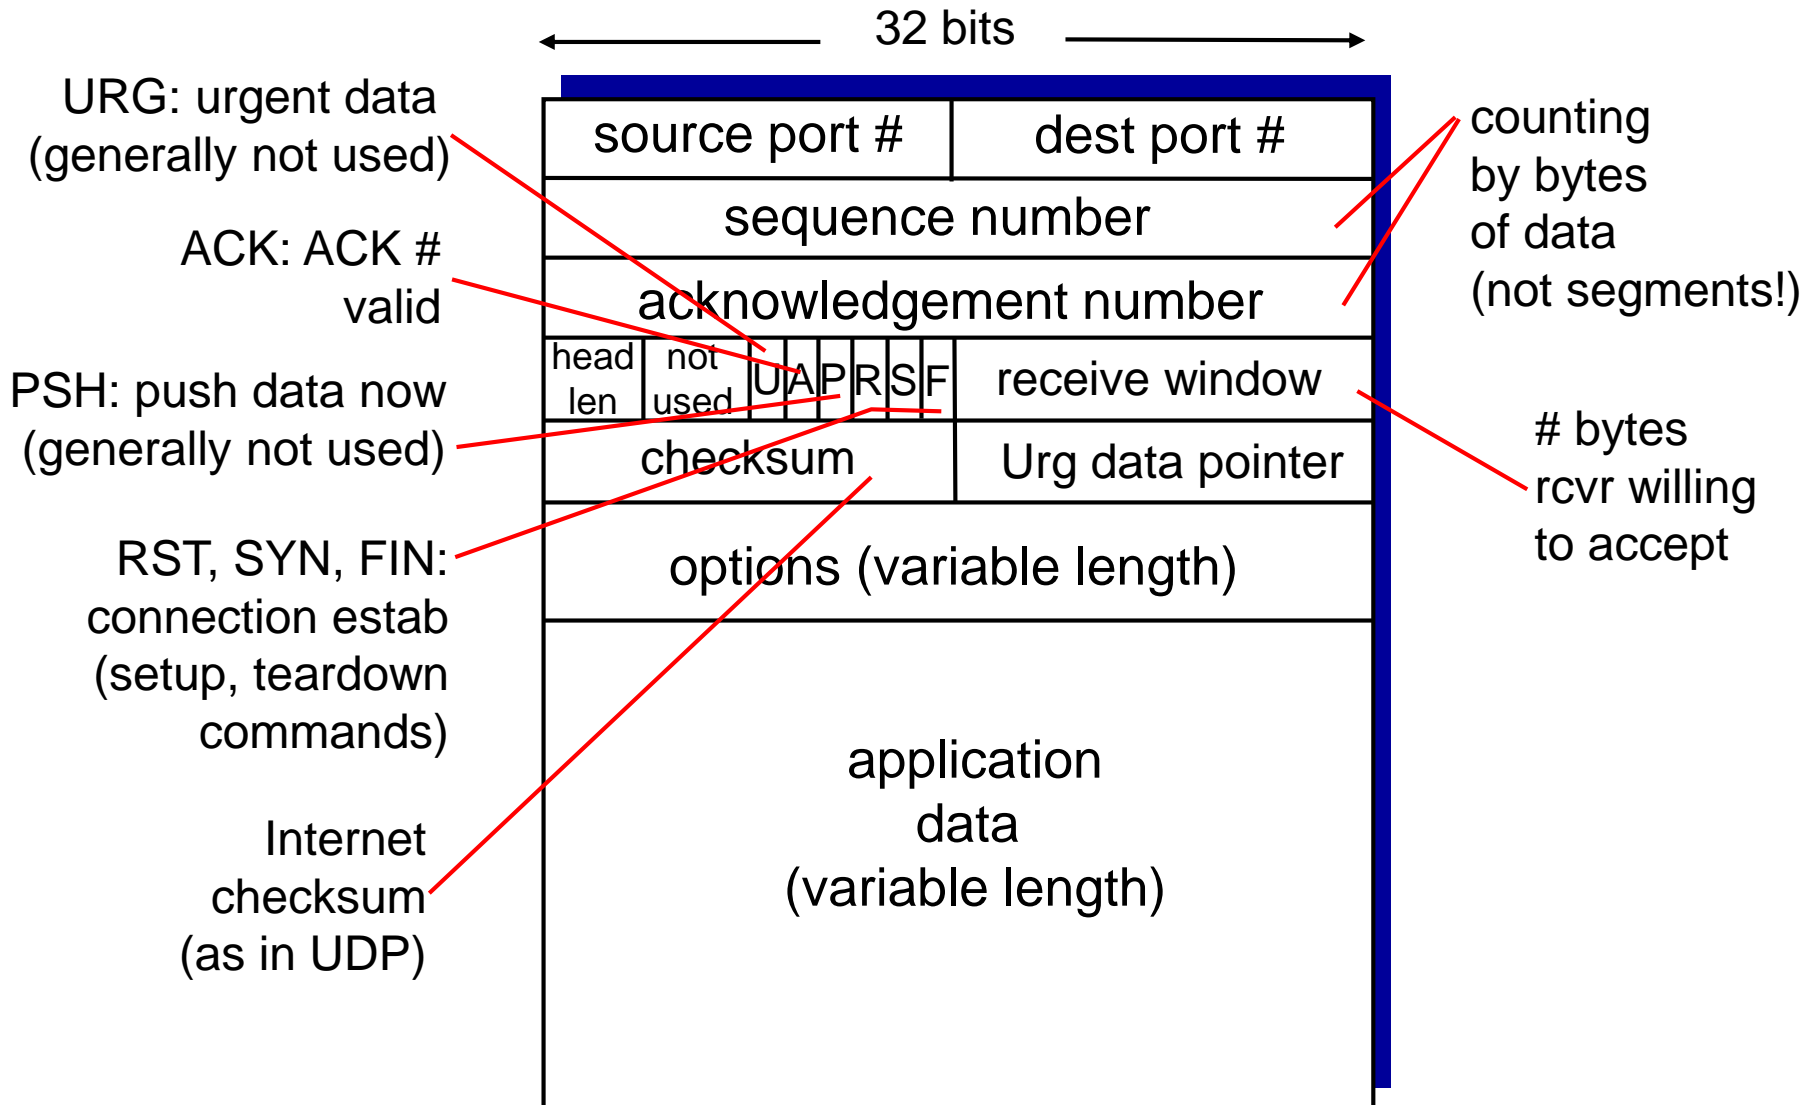 32 bits
URG: urgent data
(generally not used)
ACK: ACK #
valid
PSH: push data now
(generally not used)
RST, SYN, FIN:
connection estab
(setup, teardown
commands)
Internet
checksum
(as in UDP)
source port #
dest port #
sequence number
acknowledgement number
head
len
not
used
U
A
P
R
S
F
receive window
checksum
Urg data pointer
options (variable length)
application
data
(variable length)
counting
by bytes
of data
(not segments!)
# bytes
rcvr willing
to accept